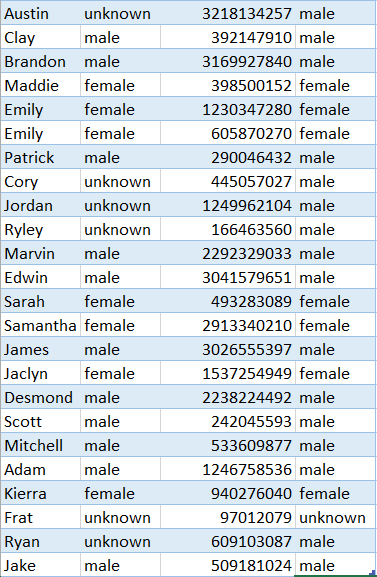 Austin unknown 3218134257 male
Clay male 392147910 male
Brandon male 3169927840 male
Maddie female 398500152 female
Emily female 1230347280 female
Emily female 605870270 female
Patrick male 290046432 male
Cory unknown 445057027 male
Jordan unknown 1249962104 male
Ryley unknown 166463560 male
Marvin male 2292329033 male
Edwin male 3041579651 male
Sarah female 493283089 female
Samantha female 2913340210 female
James male 3026555397 male
Jaclyn female 1537254949 female
Desmond male 2238224492 male
Scott male 242045593 male
Mitchell male 533609877 male
Adam male 1246758536 male
Kierra female 940276040 female
Frat unknown 97012079 unknown
Ryan unknown 609103087 male
Jake male 509181024 male